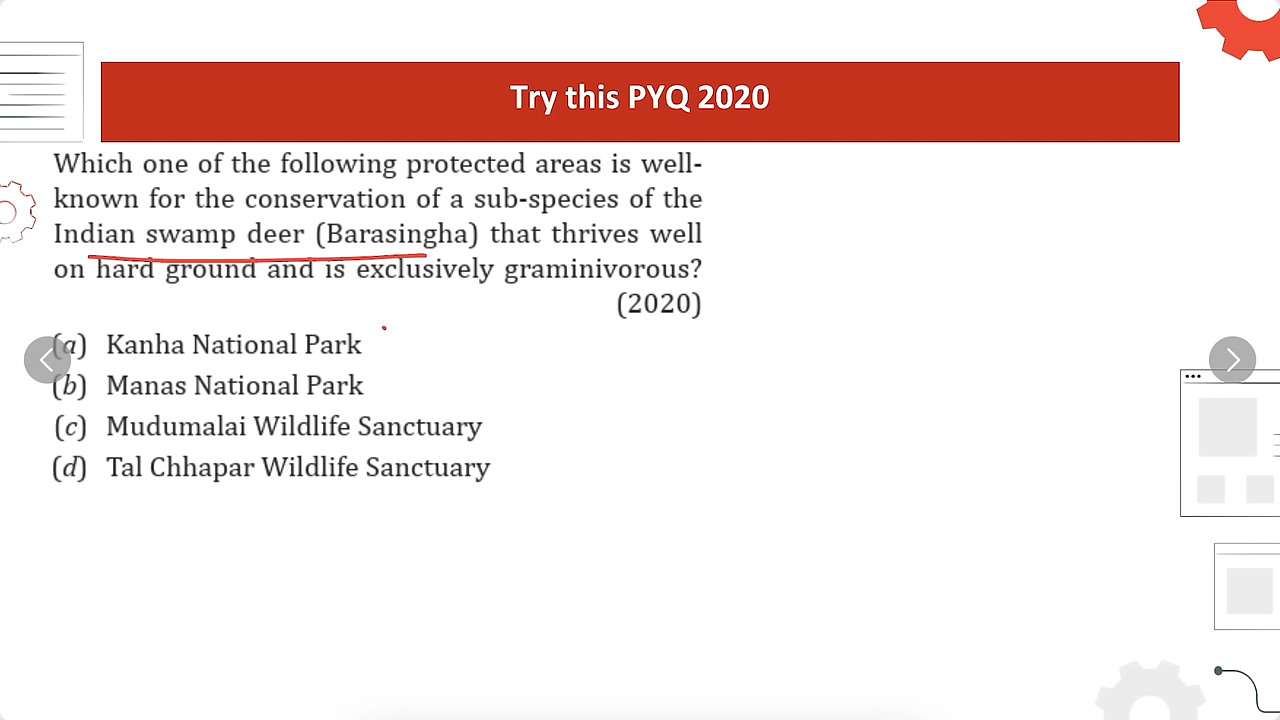 Try this PYQ 2020
Which one of the following protected areas is well-
known for the conservation of a sub-species of the
Indian swamp deer (Barasingha) that thrives well
on hard ground and is exclusively graminivorous?
(2020)
(a) Kanha National Park
(b) Manas National Park
(c) Mudumalai Wildlife Sanctuary
(d) Tal Chhapar Wildlife Sanctuary